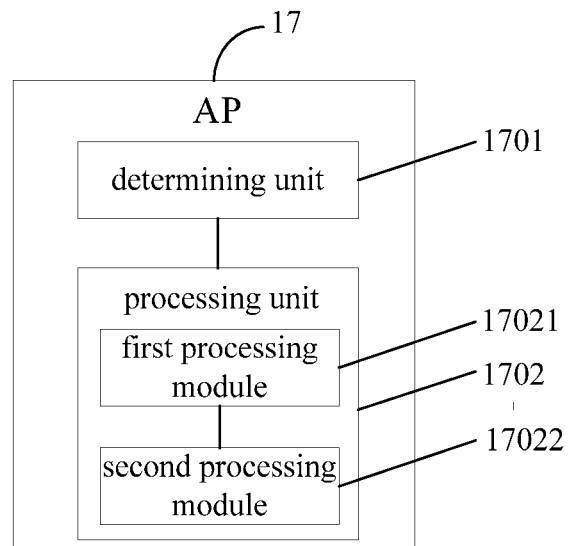 17
AP
1701
determining unit
processing unit
17021
first processing
module
1702
17022
second processing
module